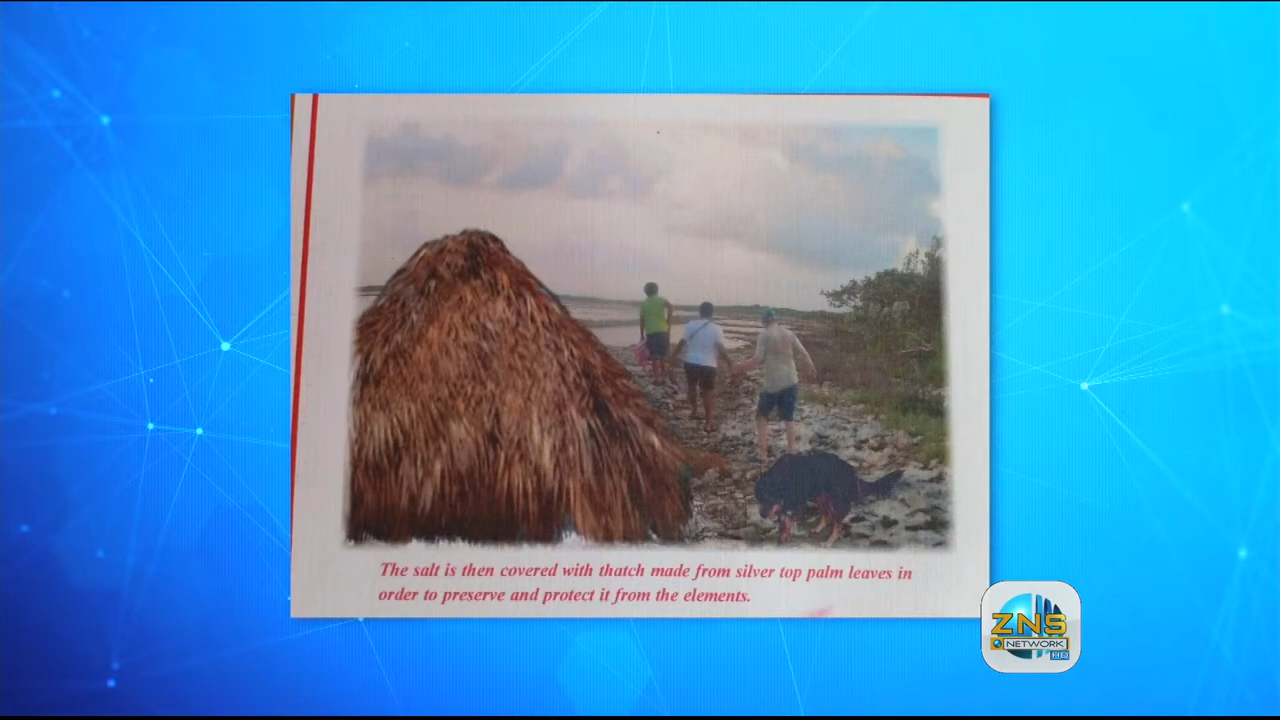 The salt is then covered with thatch made from silver top palm leaves in
order to preserve and protect it from the elements.
ZNS
NETWORK
HD